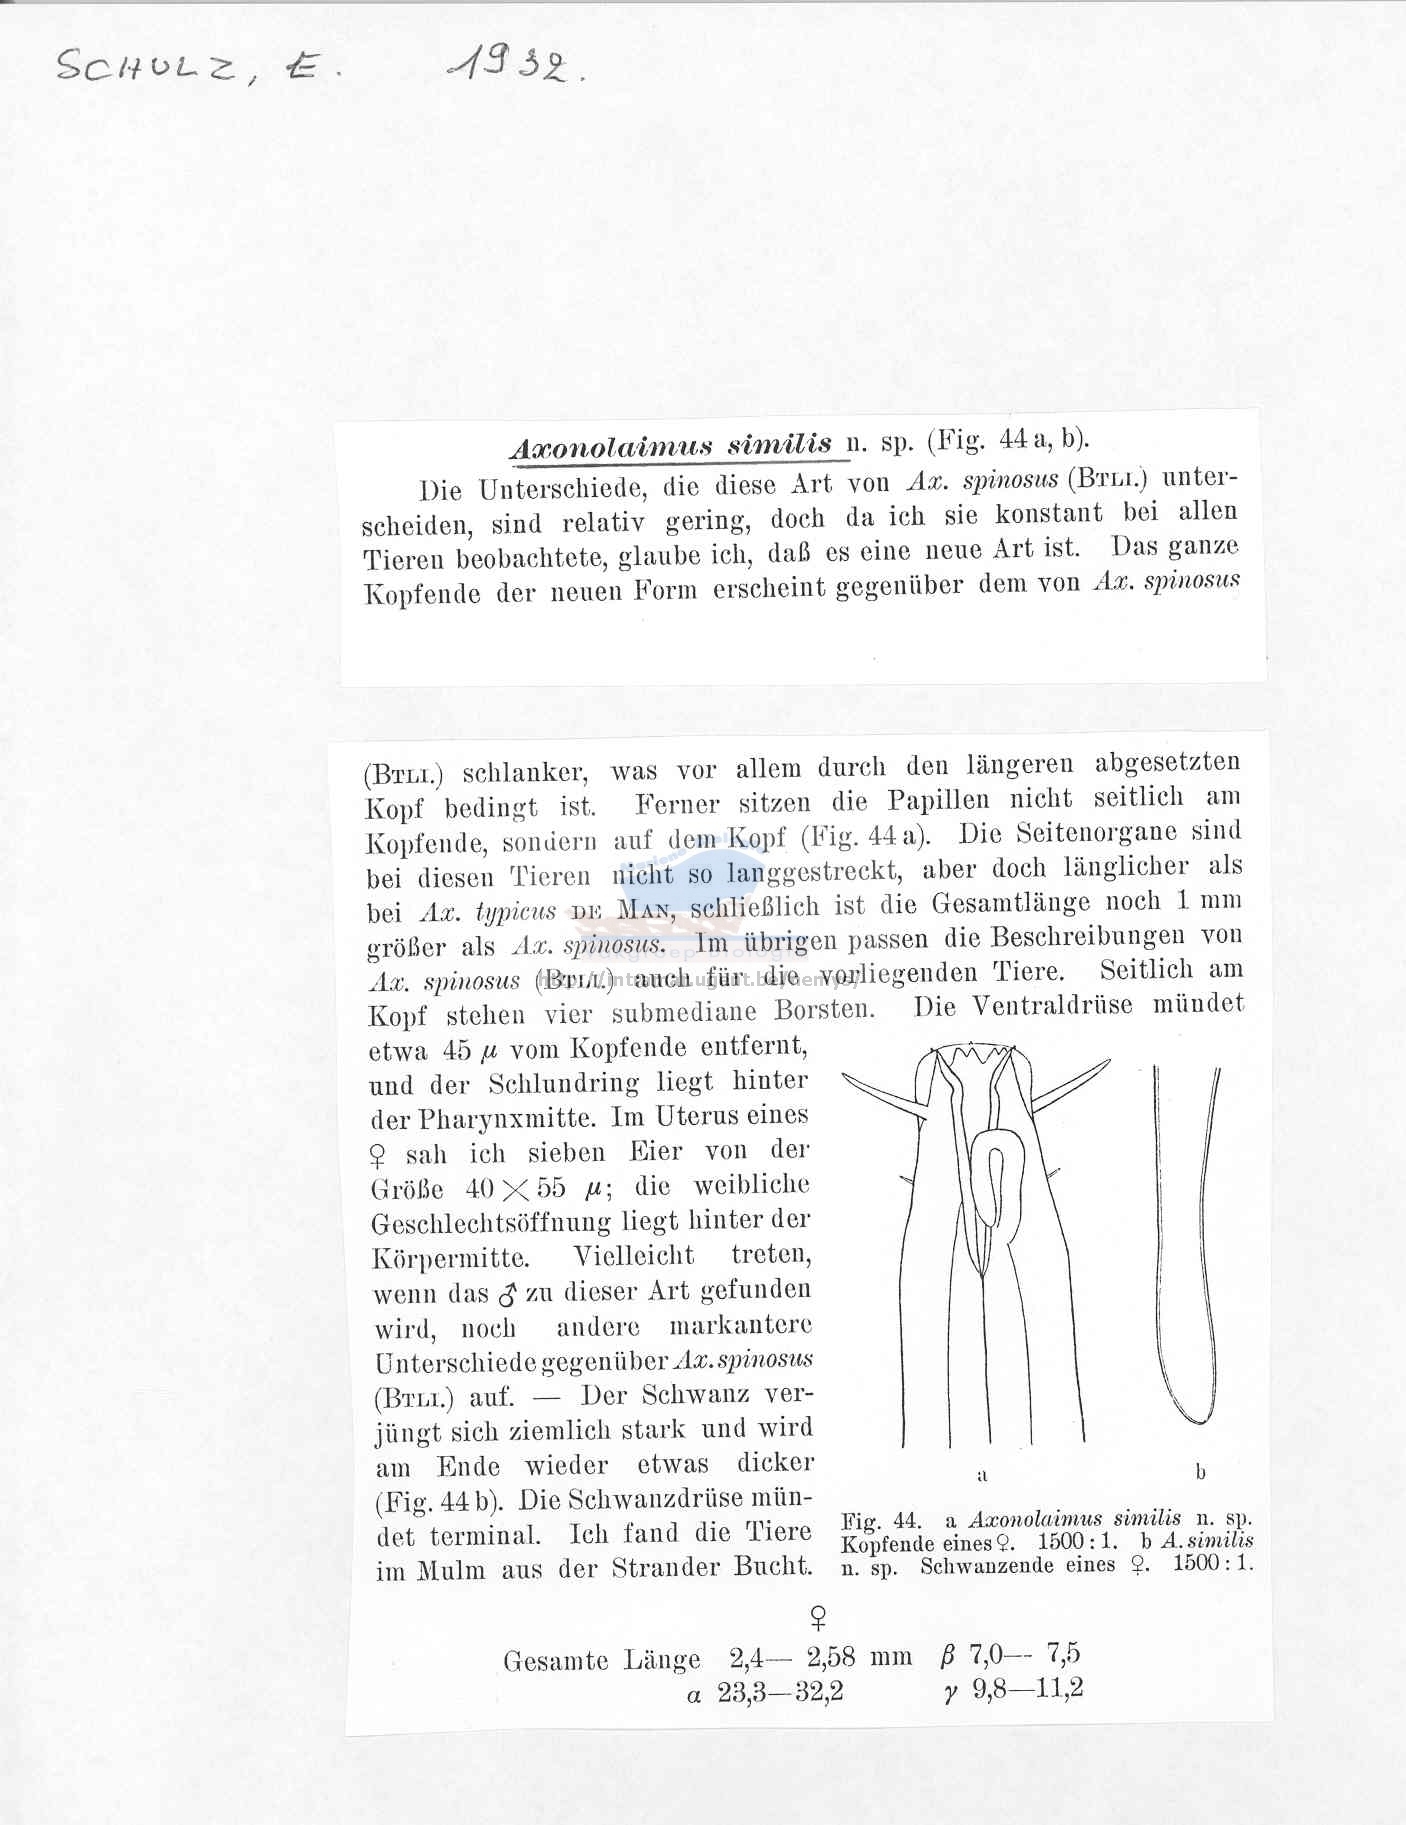 SCHULZ, E. 1932.
Axonolaimus similis n. sp. (Fig. 44 a, b).
Die Unterschiede, die diese Art von Ax. spinosus (BTLI.) unter-
scheiden, sind relativ gering, doch da ich sie konstant bei allen
Tieren beobachtete, glaube ich, daß es eine neue Art ist. Das ganze
Kopfende der neuen Form erscheint gegenüber dem von Ax. spinosus
(BTLI.) schlanker, was vor allem durch den längeren abgesetzten
Kopf bedingt ist. Ferner sitzen die Papillen nicht seitlich am
Kopfende, sondern auf dem Kopf (Fig. 44 a). Die Seitenorgane sind
bei diesen Tieren nicht so langgestreckt, aber doch länglicher als
bei Ax. typicus DE MAN, schließlich ist die Gesamtlänge noch 1 mm
größer als Ax. spinosus. Im übrigen passen die Beschreibungen von
vakgroep biologie
Ax. spinosus (BTLI.) auch für die vorliegenden Tiere. Seitlich am
Kopf stehen vier submediane Borsten. Die Ventraldrüse mündet
etwa 45 μ vom Kopfende entfernt,
und der Schlundring liegt hinter
der Pharynxmitte. Im Uterus eines
♀ sah ich sieben Eier von der
Größe 40 × 55 μ; die weibliche
Geschlechtsöffnung liegt hinter der
Körpermitte. Vielleicht treten,
wenn das ♂ zu dieser Art gefunden
wird, noch andere markantere
Unterschiede gegenüber Ax. spinosus
(BTLI.) auf. — Der Schwanz ver-
jüngt sich ziemlich stark und wird
am Ende wieder etwas dicker
(Fig. 44 b). Die Schwanzdrüse mün-
det terminal. Ich fand die Tiere
im Mulm aus der Strander Bucht.
a b
Fig. 44. a Axonolaimus similis n. sp.
Kopfende eines ♀. 1500 : 1. b A. similis
n. sp. Schwanzende eines ♀. 1500 : 1.
♀
Gesamte Länge 2,4— 2,58 mm β 7,0— 7,5
α 23,3—32,2 γ 9,8—11,2